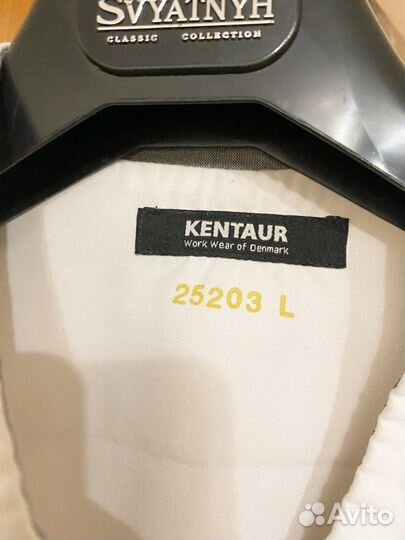 SVYATNYH
CLASSIC COLLECTION
KENTAUR
Work Wear of Denmark
25203 L
Avito